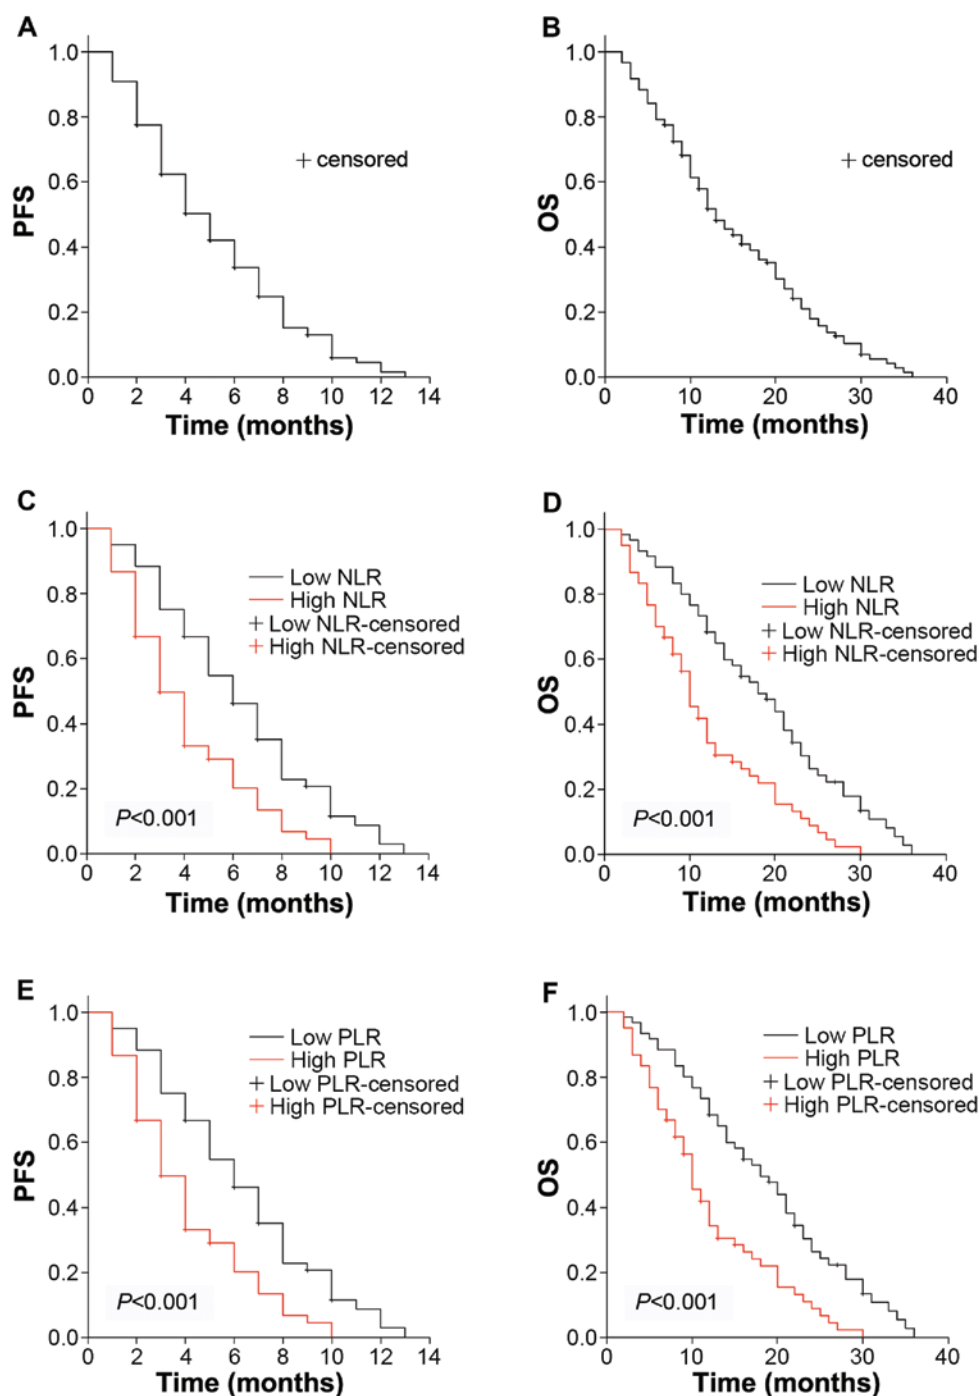 A
1.0
0.8
0.6
0.4
0.2
0.0
PFS
+ censored
0 2 4 6 8 10 12 14
Time (months)
B
1.0
0.8
0.6
0.4
0.2
0.0
OS
+ censored
0 10 20 30 40
Time (months)
C
1.0
0.8
0.6
0.4
0.2
0.0
PFS
Low NLR
High NLR
Low NLR-censored
High NLR-censored
P<0.001
0 2 4 6 8 10 12 14
Time (months)
D
1.0
0.8
0.6
0.4
0.2
0.0
OS
Low NLR
High NLR
Low NLR-censored
High NLR-censored
P<0.001
0 10 20 30 40
Time (months)
E
1.0
0.8
0.6
0.4
0.2
0.0
PFS
Low PLR
High PLR
Low PLR-censored
High PLR-censored
P<0.001
0 2 4 6 8 10 12 14
Time (months)
F
1.0
0.8
0.6
0.4
0.2
0.0
OS
Low PLR
High PLR
Low PLR-censored
High PLR-censored
P<0.001
0 10 20 30 40
Time (months)